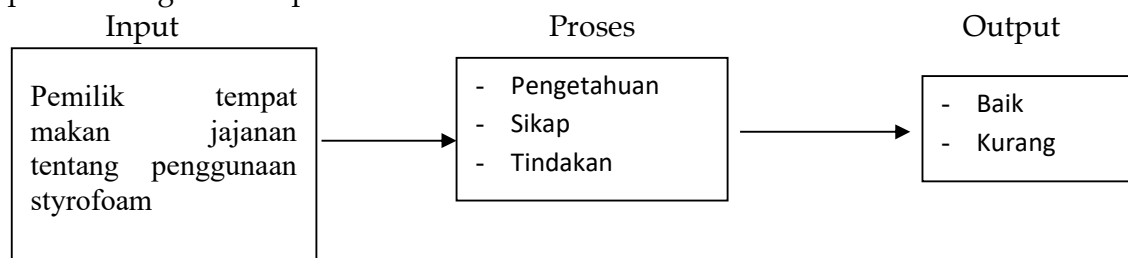 Input
Proses
Output
Pemilik tempat
makan jajanan
tentang penggunaan
styrofoam
- Pengetahuan
- Sikap
- Tindakan
- Baik
- Kurang